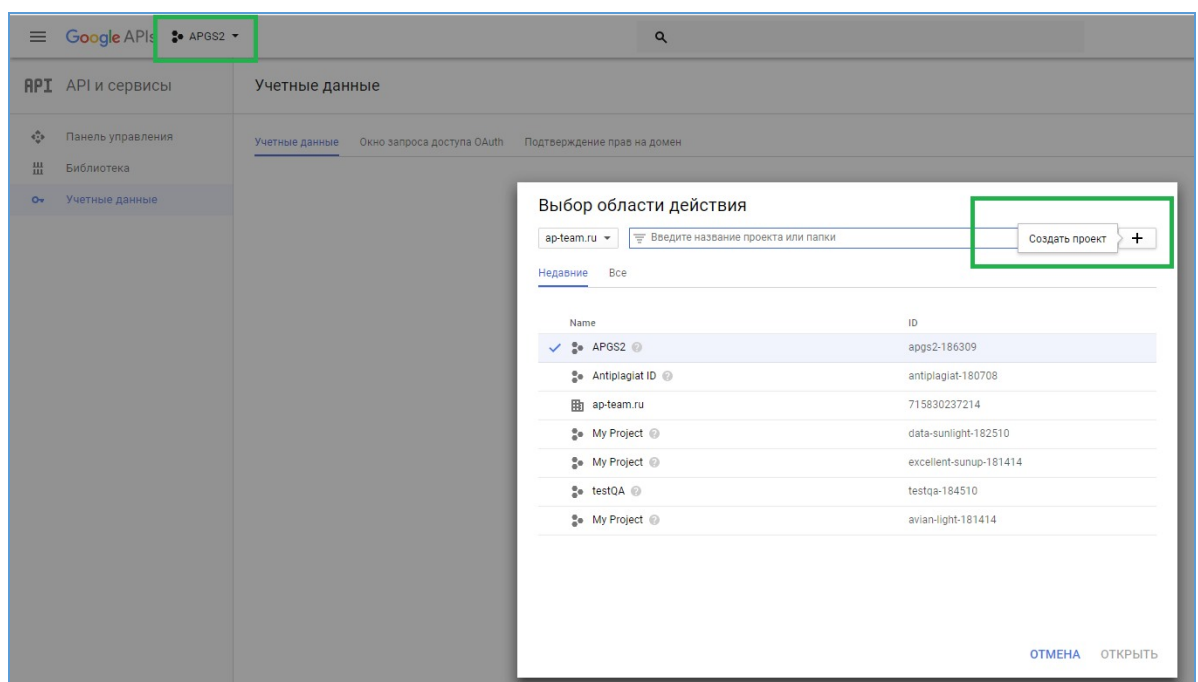 Google APIs APGS2
API API и сервисы Учетные данные
Панель управления
Библиотека
Учетные данные
Учетные данные Окно запроса доступа OAuth Подтверждение прав на домен
Выбор области действия
ap-team.ru Введите название проекта или папки Создать проект +
Недавние Все
Name ID
APGS2 apgs2-186309
Antiplagiat ID antiplagiat-180708
ap-team.ru 715830237214
My Project data-sunlight-182510
My Project excellent-sunup-181414
testQA testqa-184510
My Project avian-light-181414
ОТМЕНА ОТКРЫТЬ